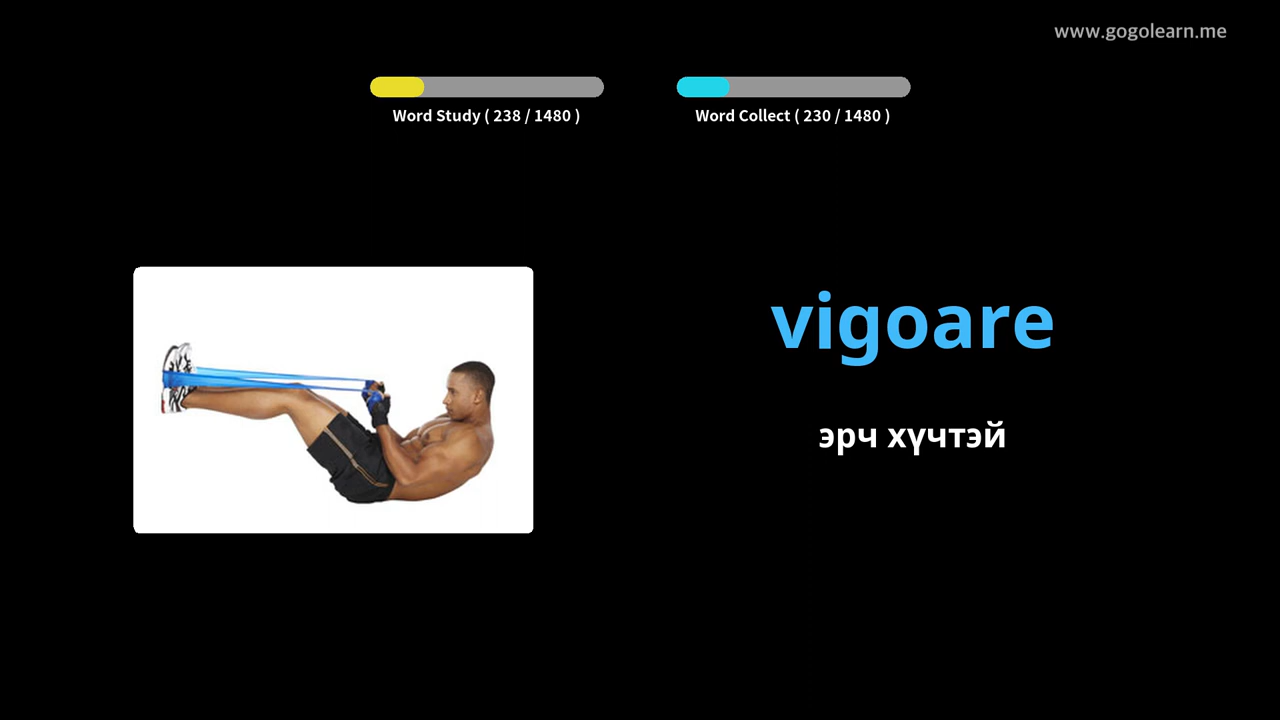 www.gogolearn.me
Word Study ( 238 / 1480 )
Word Collect ( 230 / 1480 )
vigoare
эрч хүчтэй